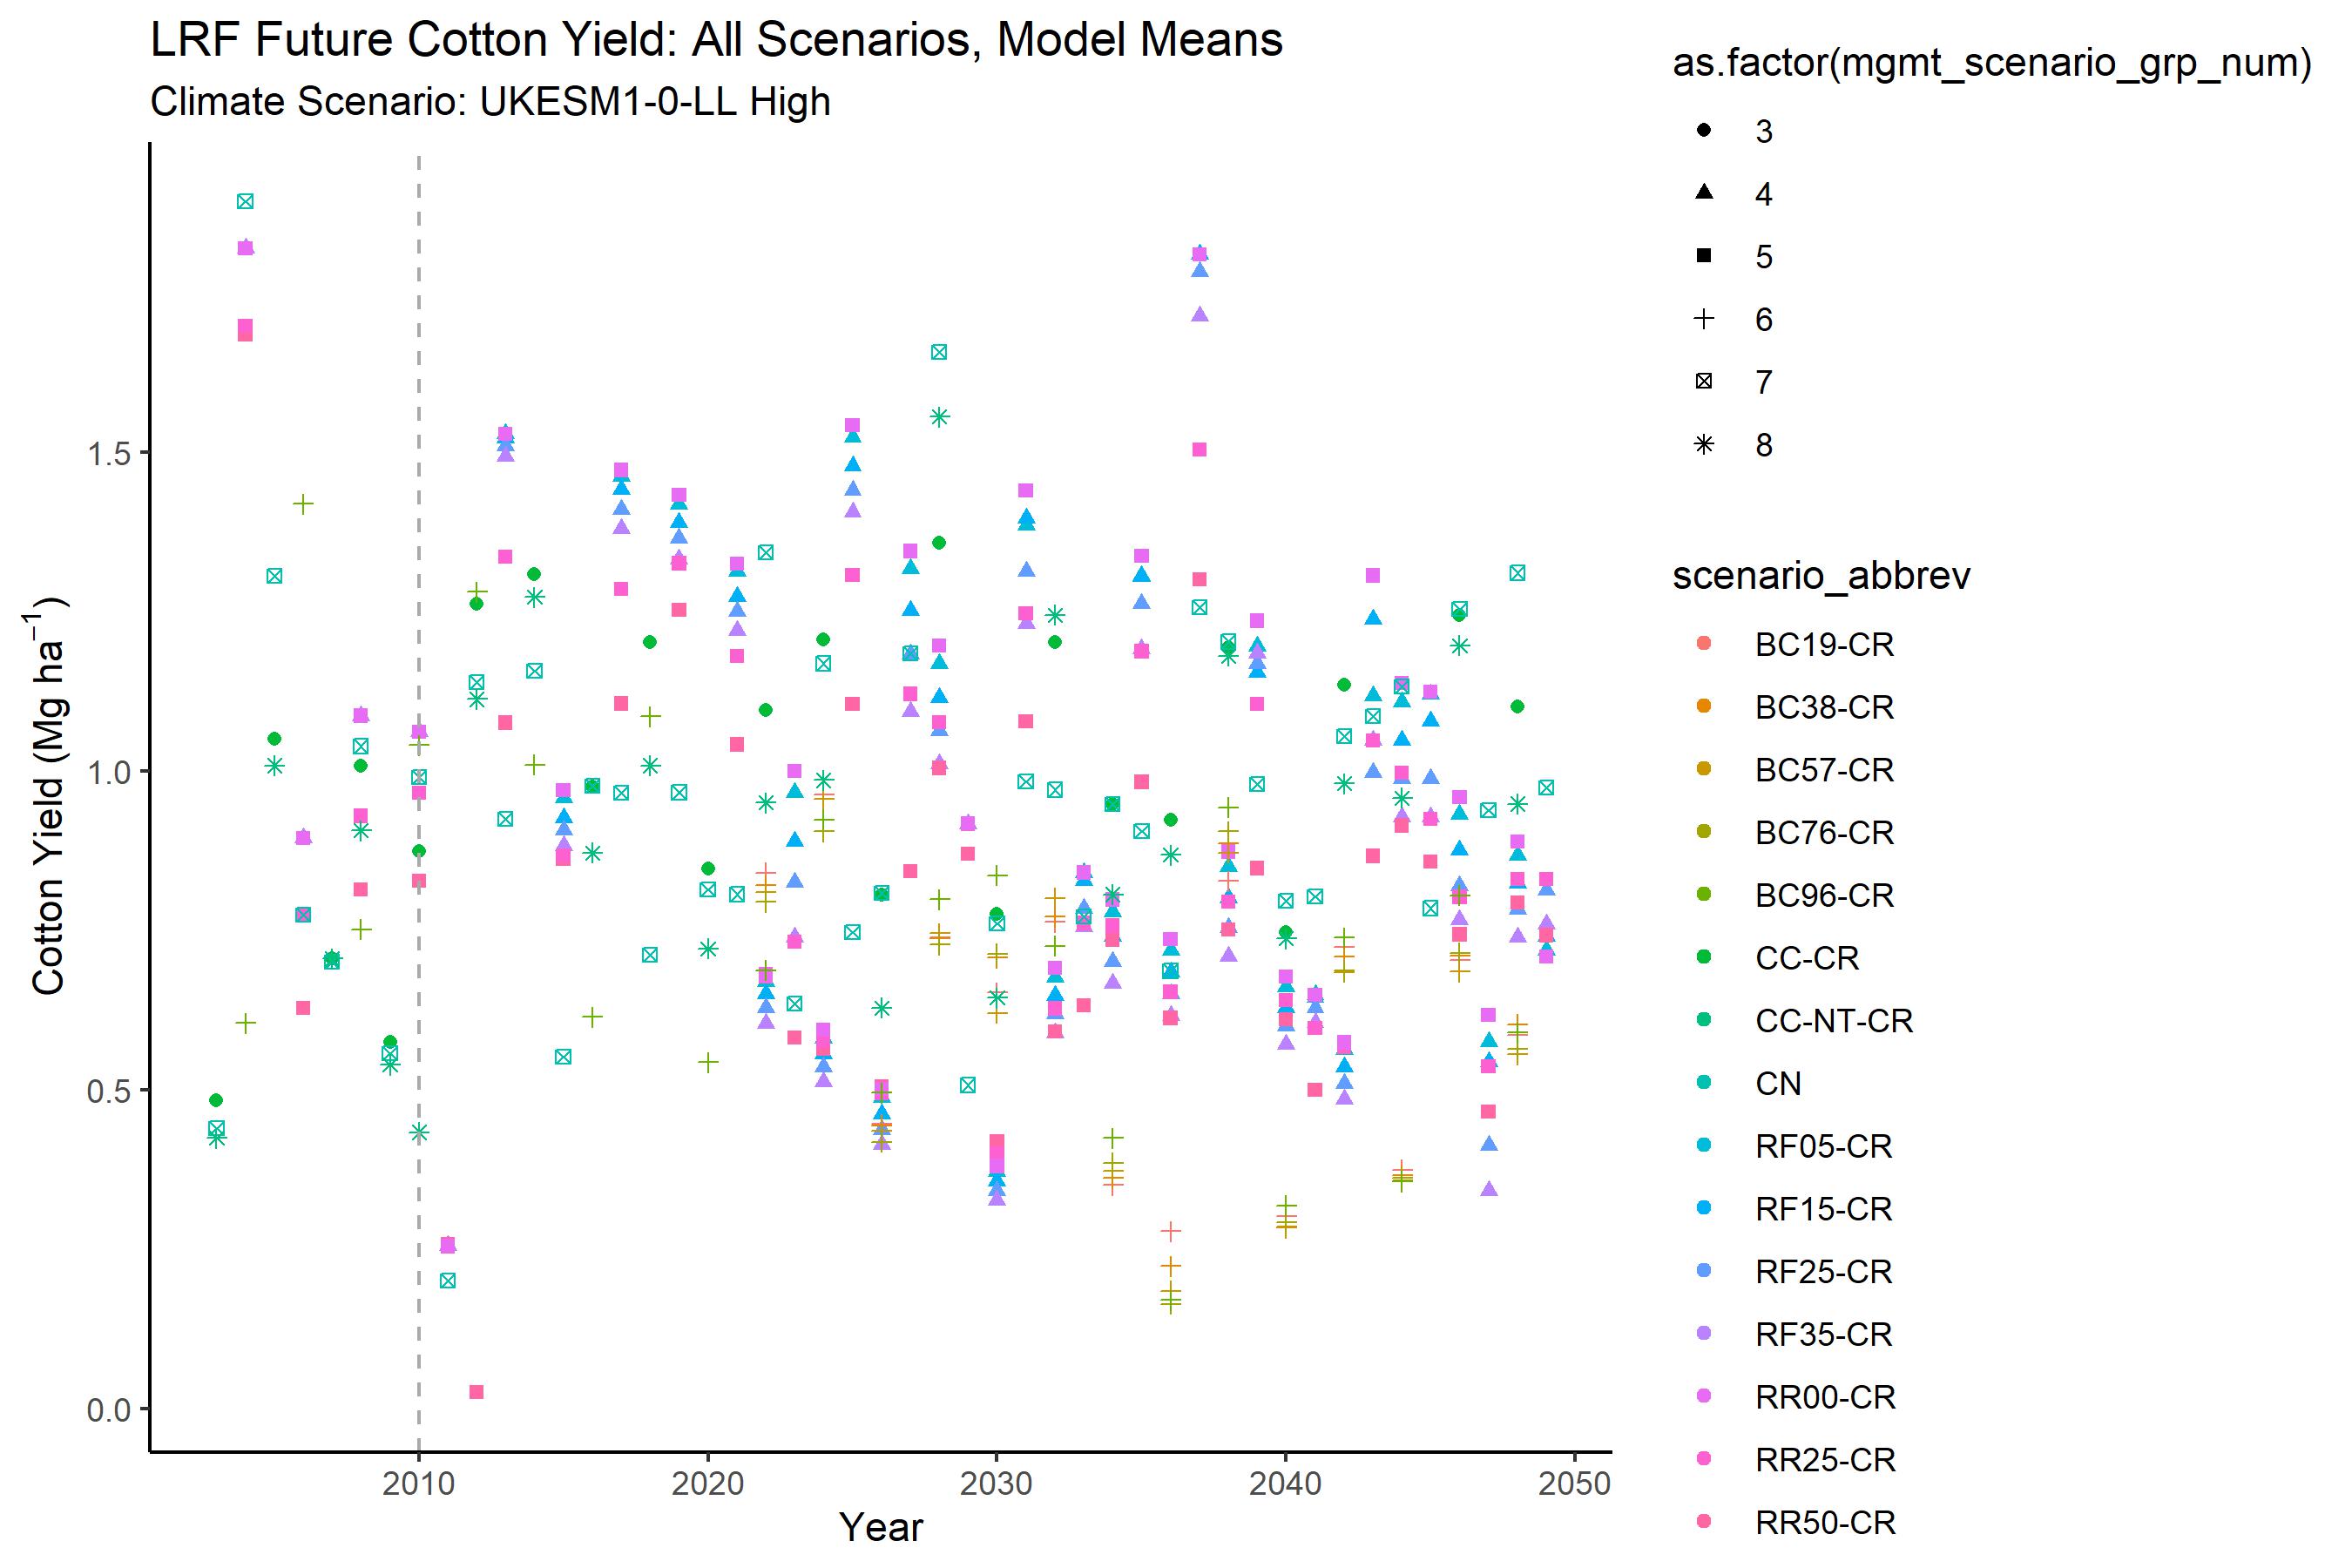 LRF Future Cotton Yield: All Scenarios, Model Means
Climate Scenario: UKESM1-0-LL High
Cotton Yield (Mg ha⁻¹)
1.5
1.0
0.5
0.0
2010
2020
2030
2040
2050
Year
as.factor(mgmt_scenario_grp_num)
3
4
5
6
7
8
scenario_abbrev
BC19-CR
BC38-CR
BC57-CR
BC76-CR
BC96-CR
CC-CR
CC-NT-CR
CN
RF05-CR
RF15-CR
RF25-CR
RF35-CR
RR00-CR
RR25-CR
RR50-CR